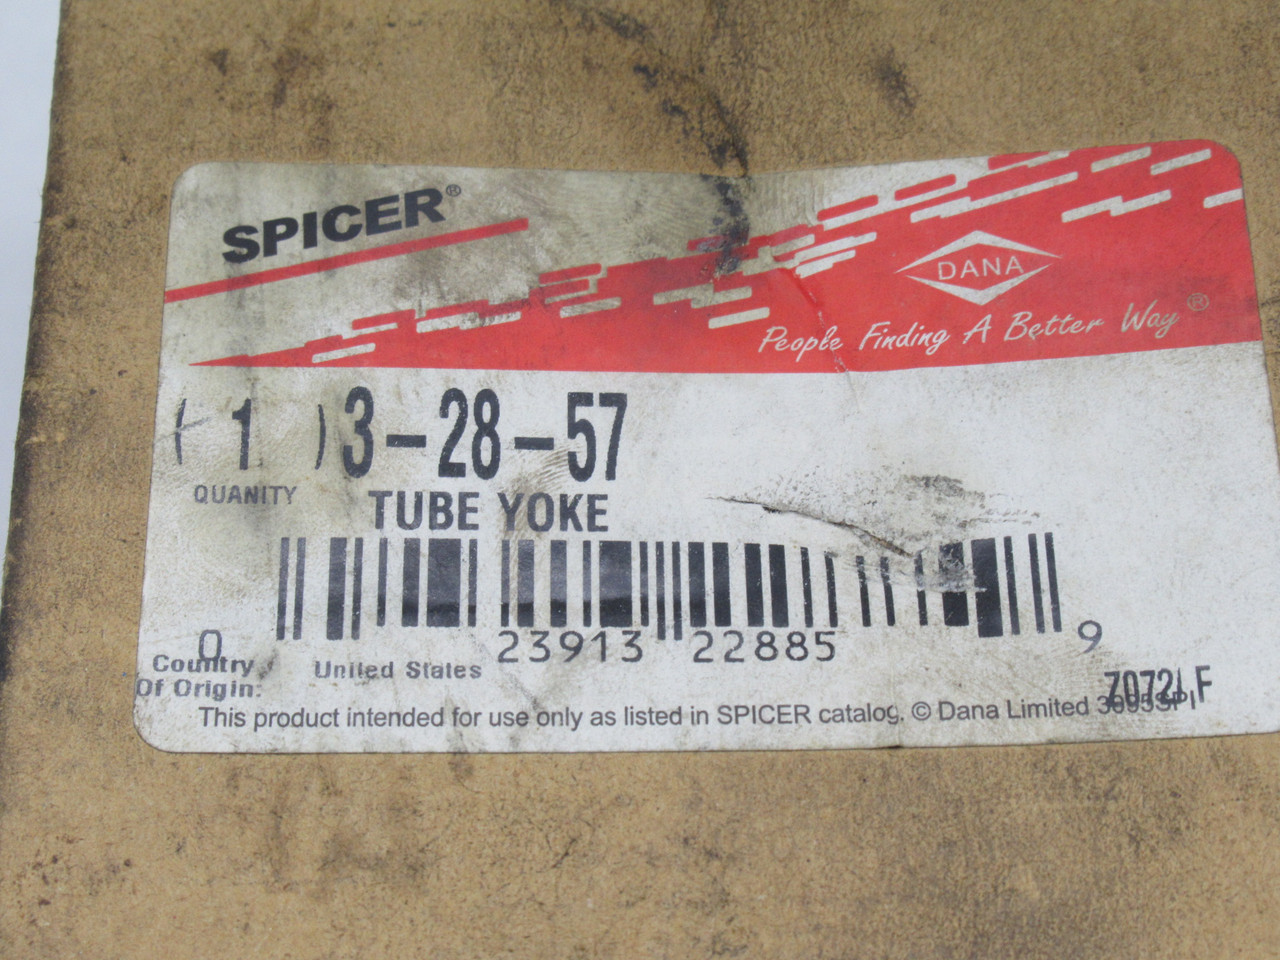 SPICER®
DANA
People Finding A Better Way ®
( 1 ) 3-28-57
QUANITY
TUBE YOKE
0 23913 22885 9
Country Of Origin: United States
This product intended for use only as listed in SPICER catalog. © Dana Limited